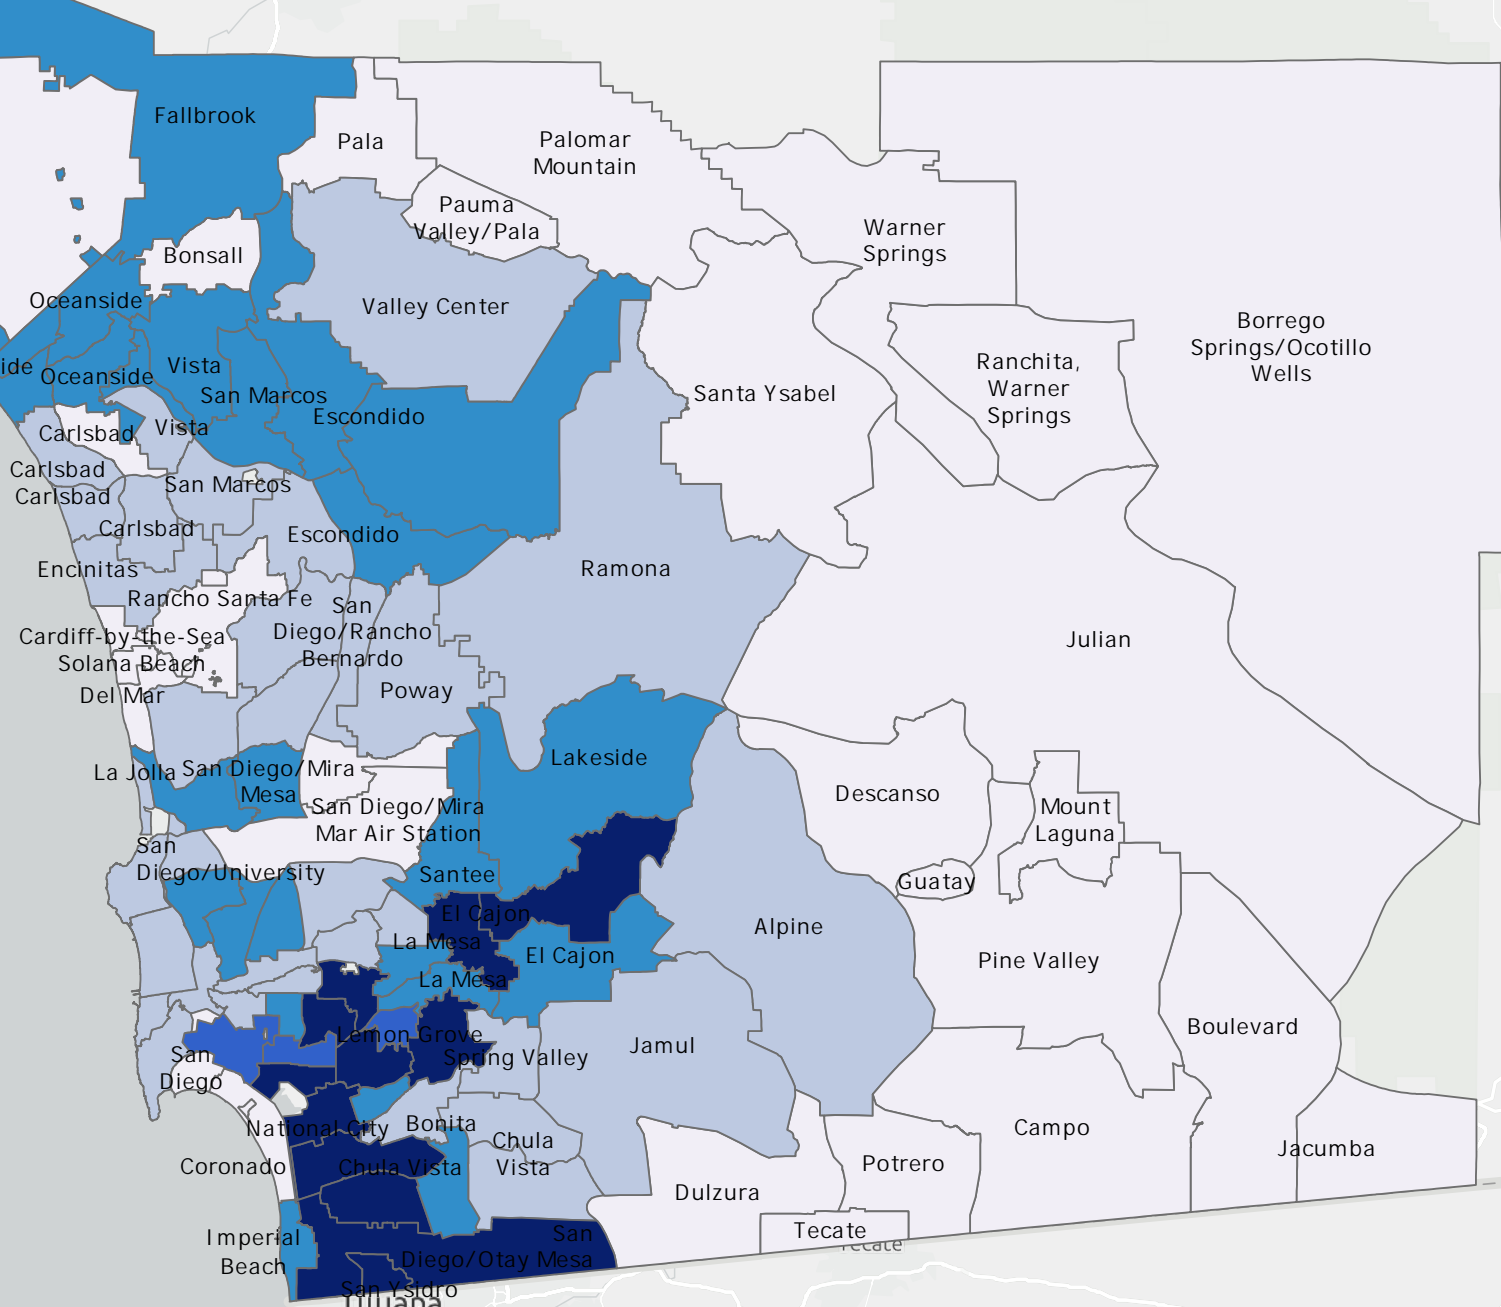 Fallbrook
Pala
Palomar
Mountain
Pauma
Valley/Pala
Warner
Springs
Bonsall
Oceanside
Valley Center
Borrego
Springs/Ocotillo
Wells
ide
Oceanside
Vista
San Marcos
Escondido
Santa Ysabel
Ranchita,
Warner
Springs
Carlsbad
Vista
Carlsbad
Carlsbad
San Marcos
Carlsbad
Escondido
Encinitas
Ramona
Rancho Santa Fe
San
Diego/Rancho
Bernardo
Cardiff-by-the-Sea
Solana Beach
Del Mar
Poway
Julian
La Jolla
San Diego/Mira
Mesa
San Diego/Mira
Mar Air Station
Lakeside
Descanso
Mount
Laguna
San
Diego/University
Santee
Guatay
El Cajon
La Mesa
El Cajon
La Mesa
Alpine
Pine Valley
Lemon Grove
Spring Valley
San
Diego
Jamul
Boulevard
National City
Bonita
Chula
Vista
Campo
Coronado
Chula Vista
Potrero
Jacumba
Dulzura
Imperial
Beach
San
Diego/Otay Mesa
Tecate
Tecate
San Ysidro
Tijuana